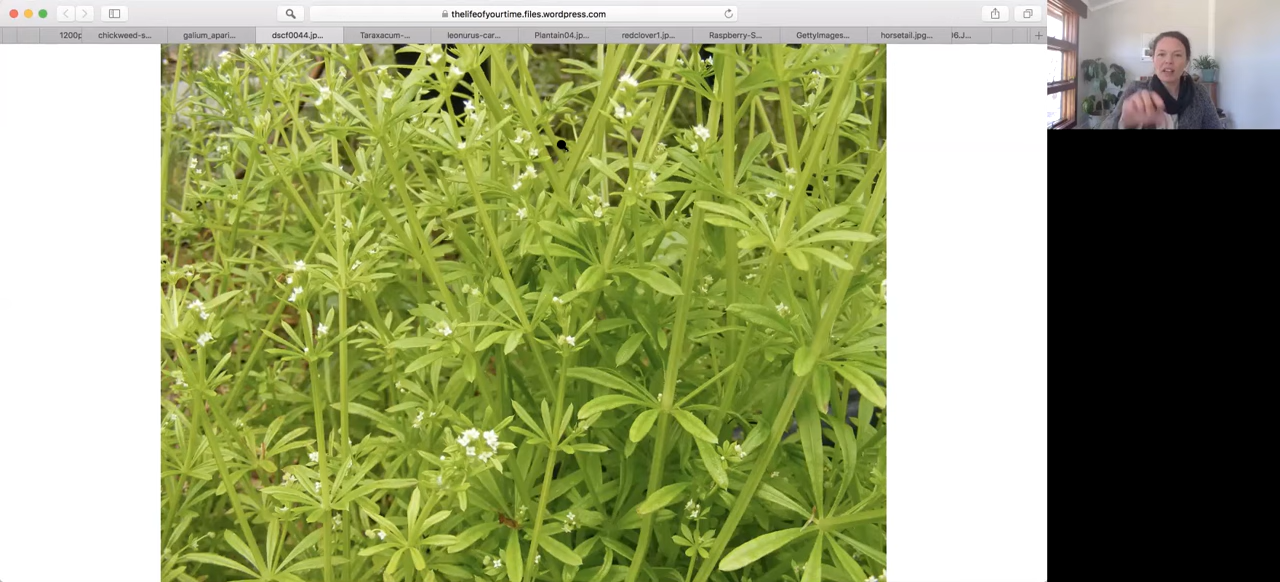 thelifeofyourtime.files.wordpress.com
1200p chickweed-s... galium_apari... dscf0044.jp... Taraxacum-... leonurus-car... Plantain04.jp... redclover1.jp... Raspberry-S... GettyImages... horsetail.jpg... I6.J...